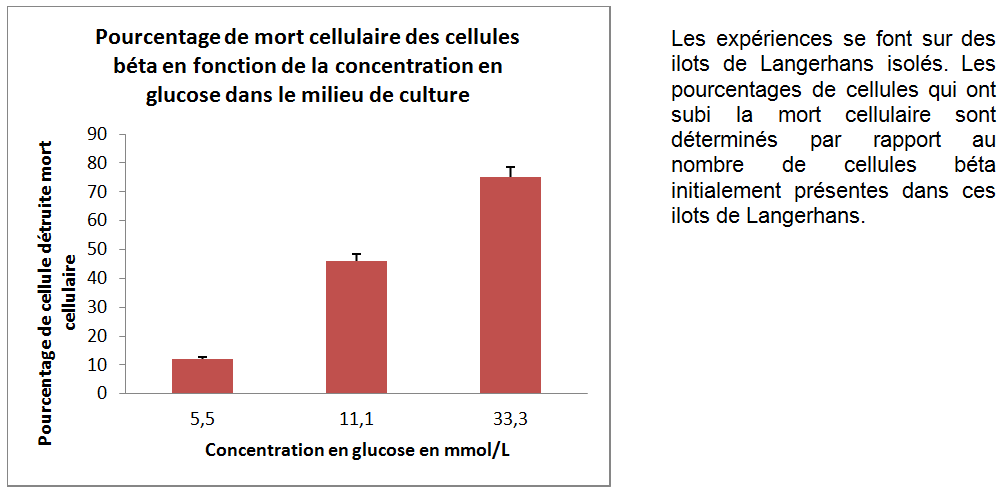 Pourcentage de mort cellulaire des cellules
béta en fonction de la concentration en
glucose dans le milieu de culture
Pourcentage de cellule détruite mort
cellulaire
90
80
70
60
50
40
30
20
10
0
5,5
11,1
33,3
Concentration en glucose en mmol/L
Les expériences se font sur des
ilots de Langerhans isolés. Les
pourcentages de cellules qui ont
subi la mort cellulaire sont
déterminés par rapport au
nombre de cellules béta
initialement présentes dans ces
ilots de Langerhans.